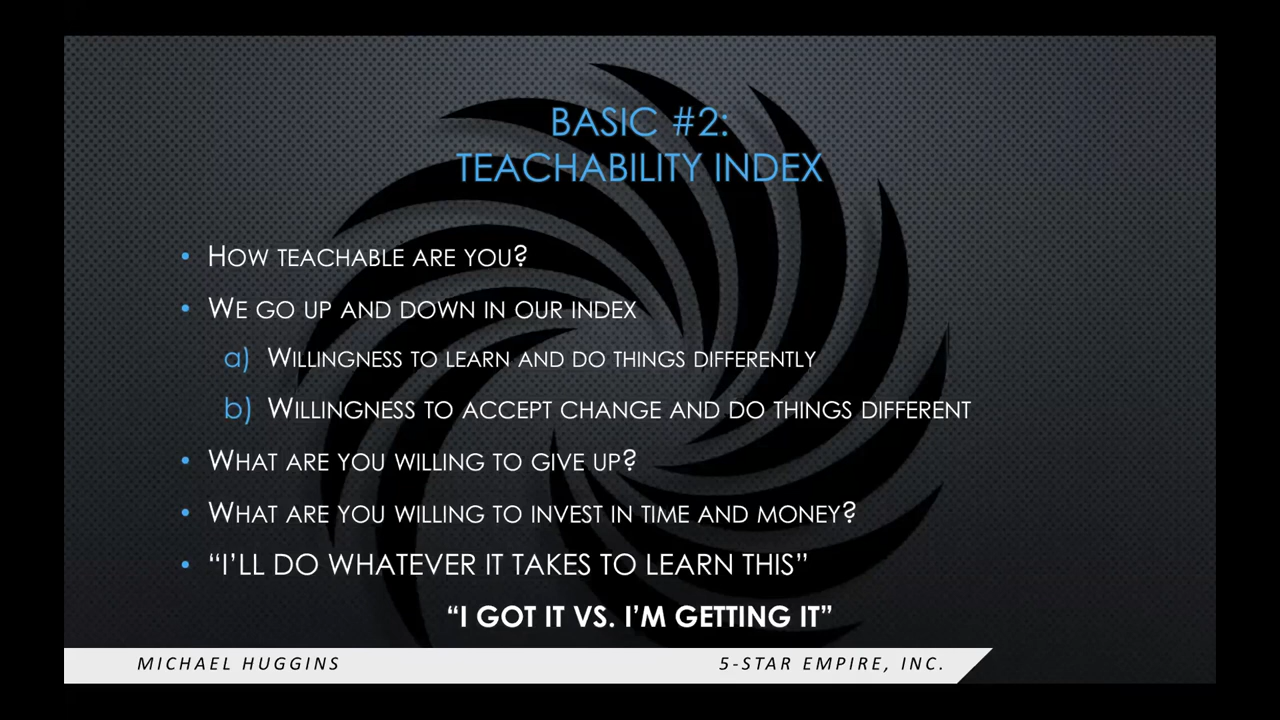 BASIC #2:
TEACHABILITY INDEX
• HOW TEACHABLE ARE YOU?
• WE GO UP AND DOWN IN OUR INDEX
a) WILLINGNESS TO LEARN AND DO THINGS DIFFERENTLY
b) WILLINGNESS TO ACCEPT CHANGE AND DO THINGS DIFFERENT
• WHAT ARE YOU WILLING TO GIVE UP?
• WHAT ARE YOU WILLING TO INVEST IN TIME AND MONEY?
• “I’LL DO WHATEVER IT TAKES TO LEARN THIS”
“I GOT IT VS. I’M GETTING IT”
MICHAEL HUGGINS
5-STAR EMPIRE, INC.